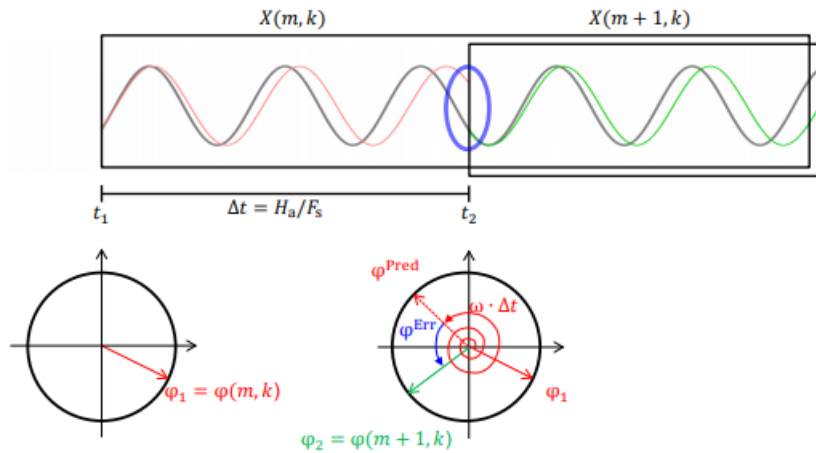 X(m, k)
X(m + 1, k)
t₁
Δt = Hₐ/Fₛ
t₂
φᴾʳᵉᵈ
ω · Δt
φᴱʳʳ
φ₁ = φ(m, k)
φ₁
φ₂ = φ(m + 1, k)